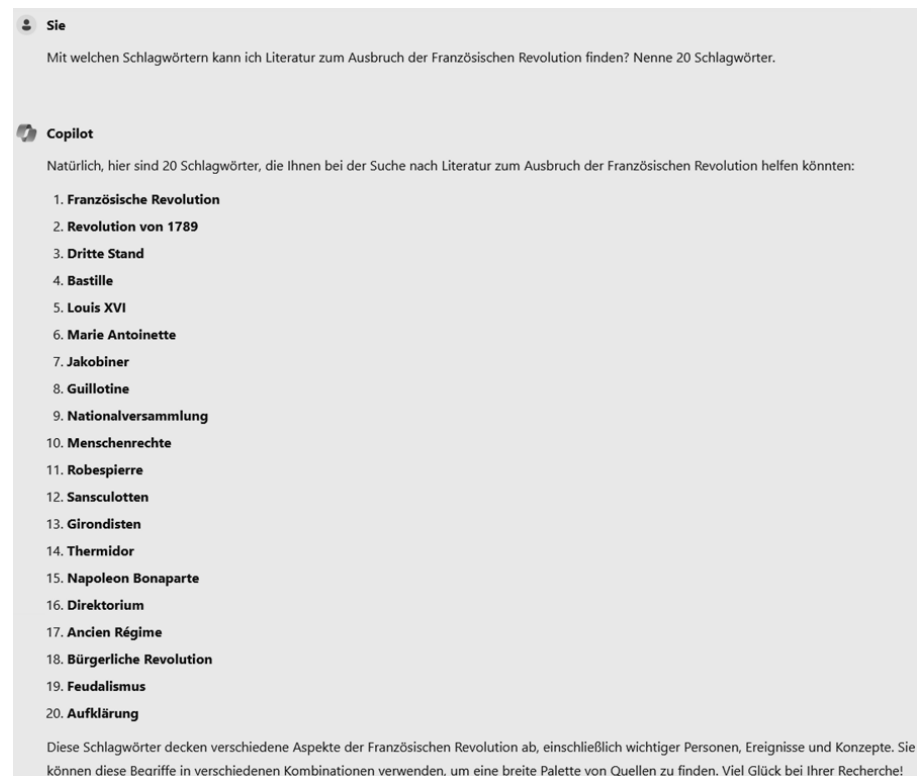 Sie
Mit welchen Schlagwörtern kann ich Literatur zum Ausbruch der Französischen Revolution finden? Nenne 20 Schlagwörter.
Copilot
Natürlich, hier sind 20 Schlagwörter, die Ihnen bei der Suche nach Literatur zum Ausbruch der Französischen Revolution helfen könnten:
1. Französische Revolution
2. Revolution von 1789
3. Dritte Stand
4. Bastille
5. Louis XVI
6. Marie Antoinette
7. Jakobiner
8. Guillotine
9. Nationalversammlung
10. Menschenrechte
11. Robespierre
12. Sansculotten
13. Girondisten
14. Thermidor
15. Napoleon Bonaparte
16. Direktorium
17. Ancien Régime
18. Bürgerliche Revolution
19. Feudalismus
20. Aufklärung
Diese Schlagwörter decken verschiedene Aspekte der Französischen Revolution ab, einschließlich wichtiger Personen, Ereignisse und Konzepte. Sie
können diese Begriffe in verschiedenen Kombinationen verwenden, um eine breite Palette von Quellen zu finden. Viel Glück bei Ihrer Recherche!